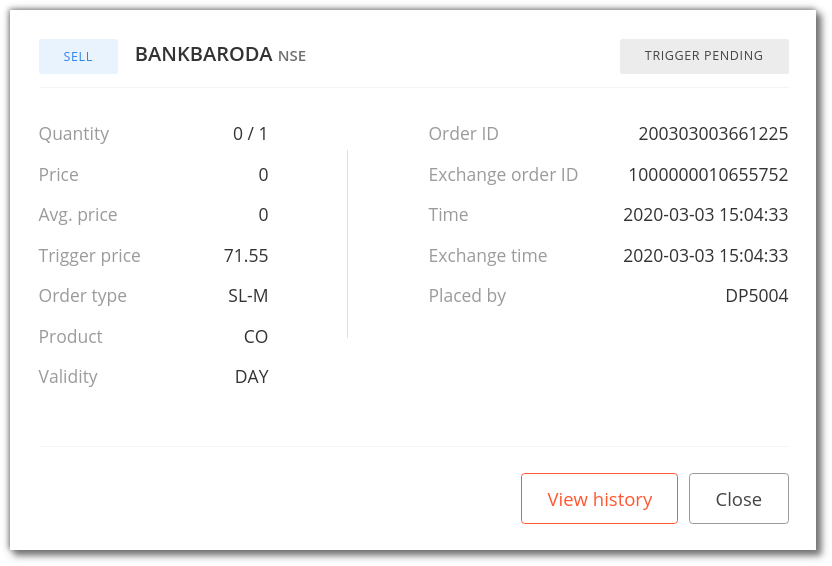 SELL BANKBARODA NSE TRIGGER PENDING
Quantity 0 / 1
Price 0
Avg. price 0
Trigger price 71.55
Order type SL-M
Product CO
Validity DAY
Order ID 200303003661225
Exchange order ID 1000000010655752
Time 2020-03-03 15:04:33
Exchange time 2020-03-03 15:04:33
Placed by DP5004
View history Close